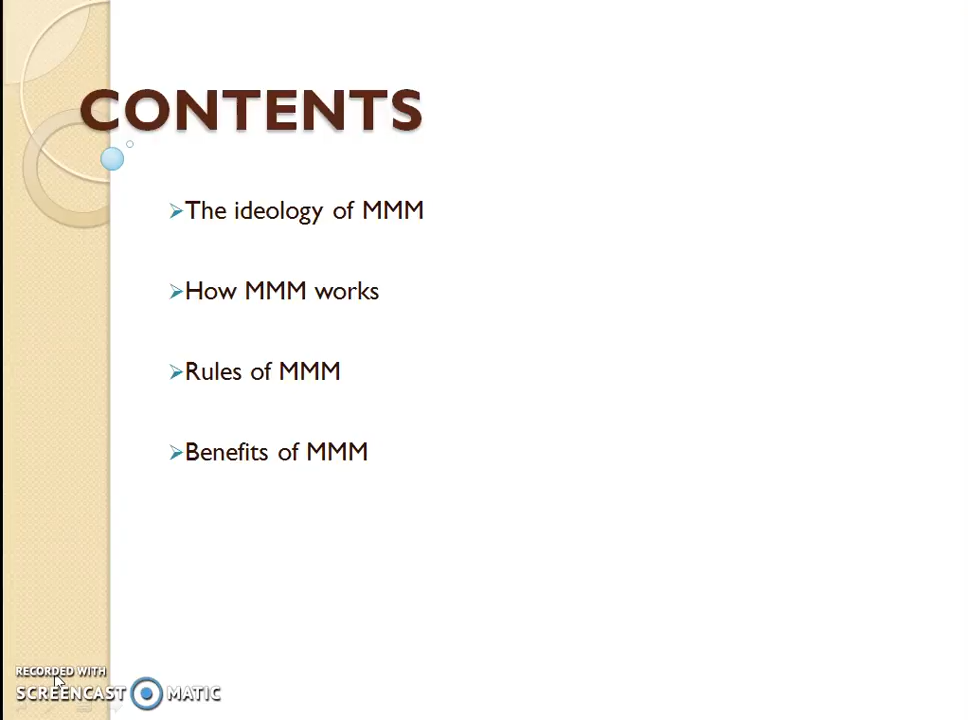 CONTENTS
The ideology of MMM
How MMM works
Rules of MMM
Benefits of MMM
RECORDED WITH
SCREENCAST MATIC